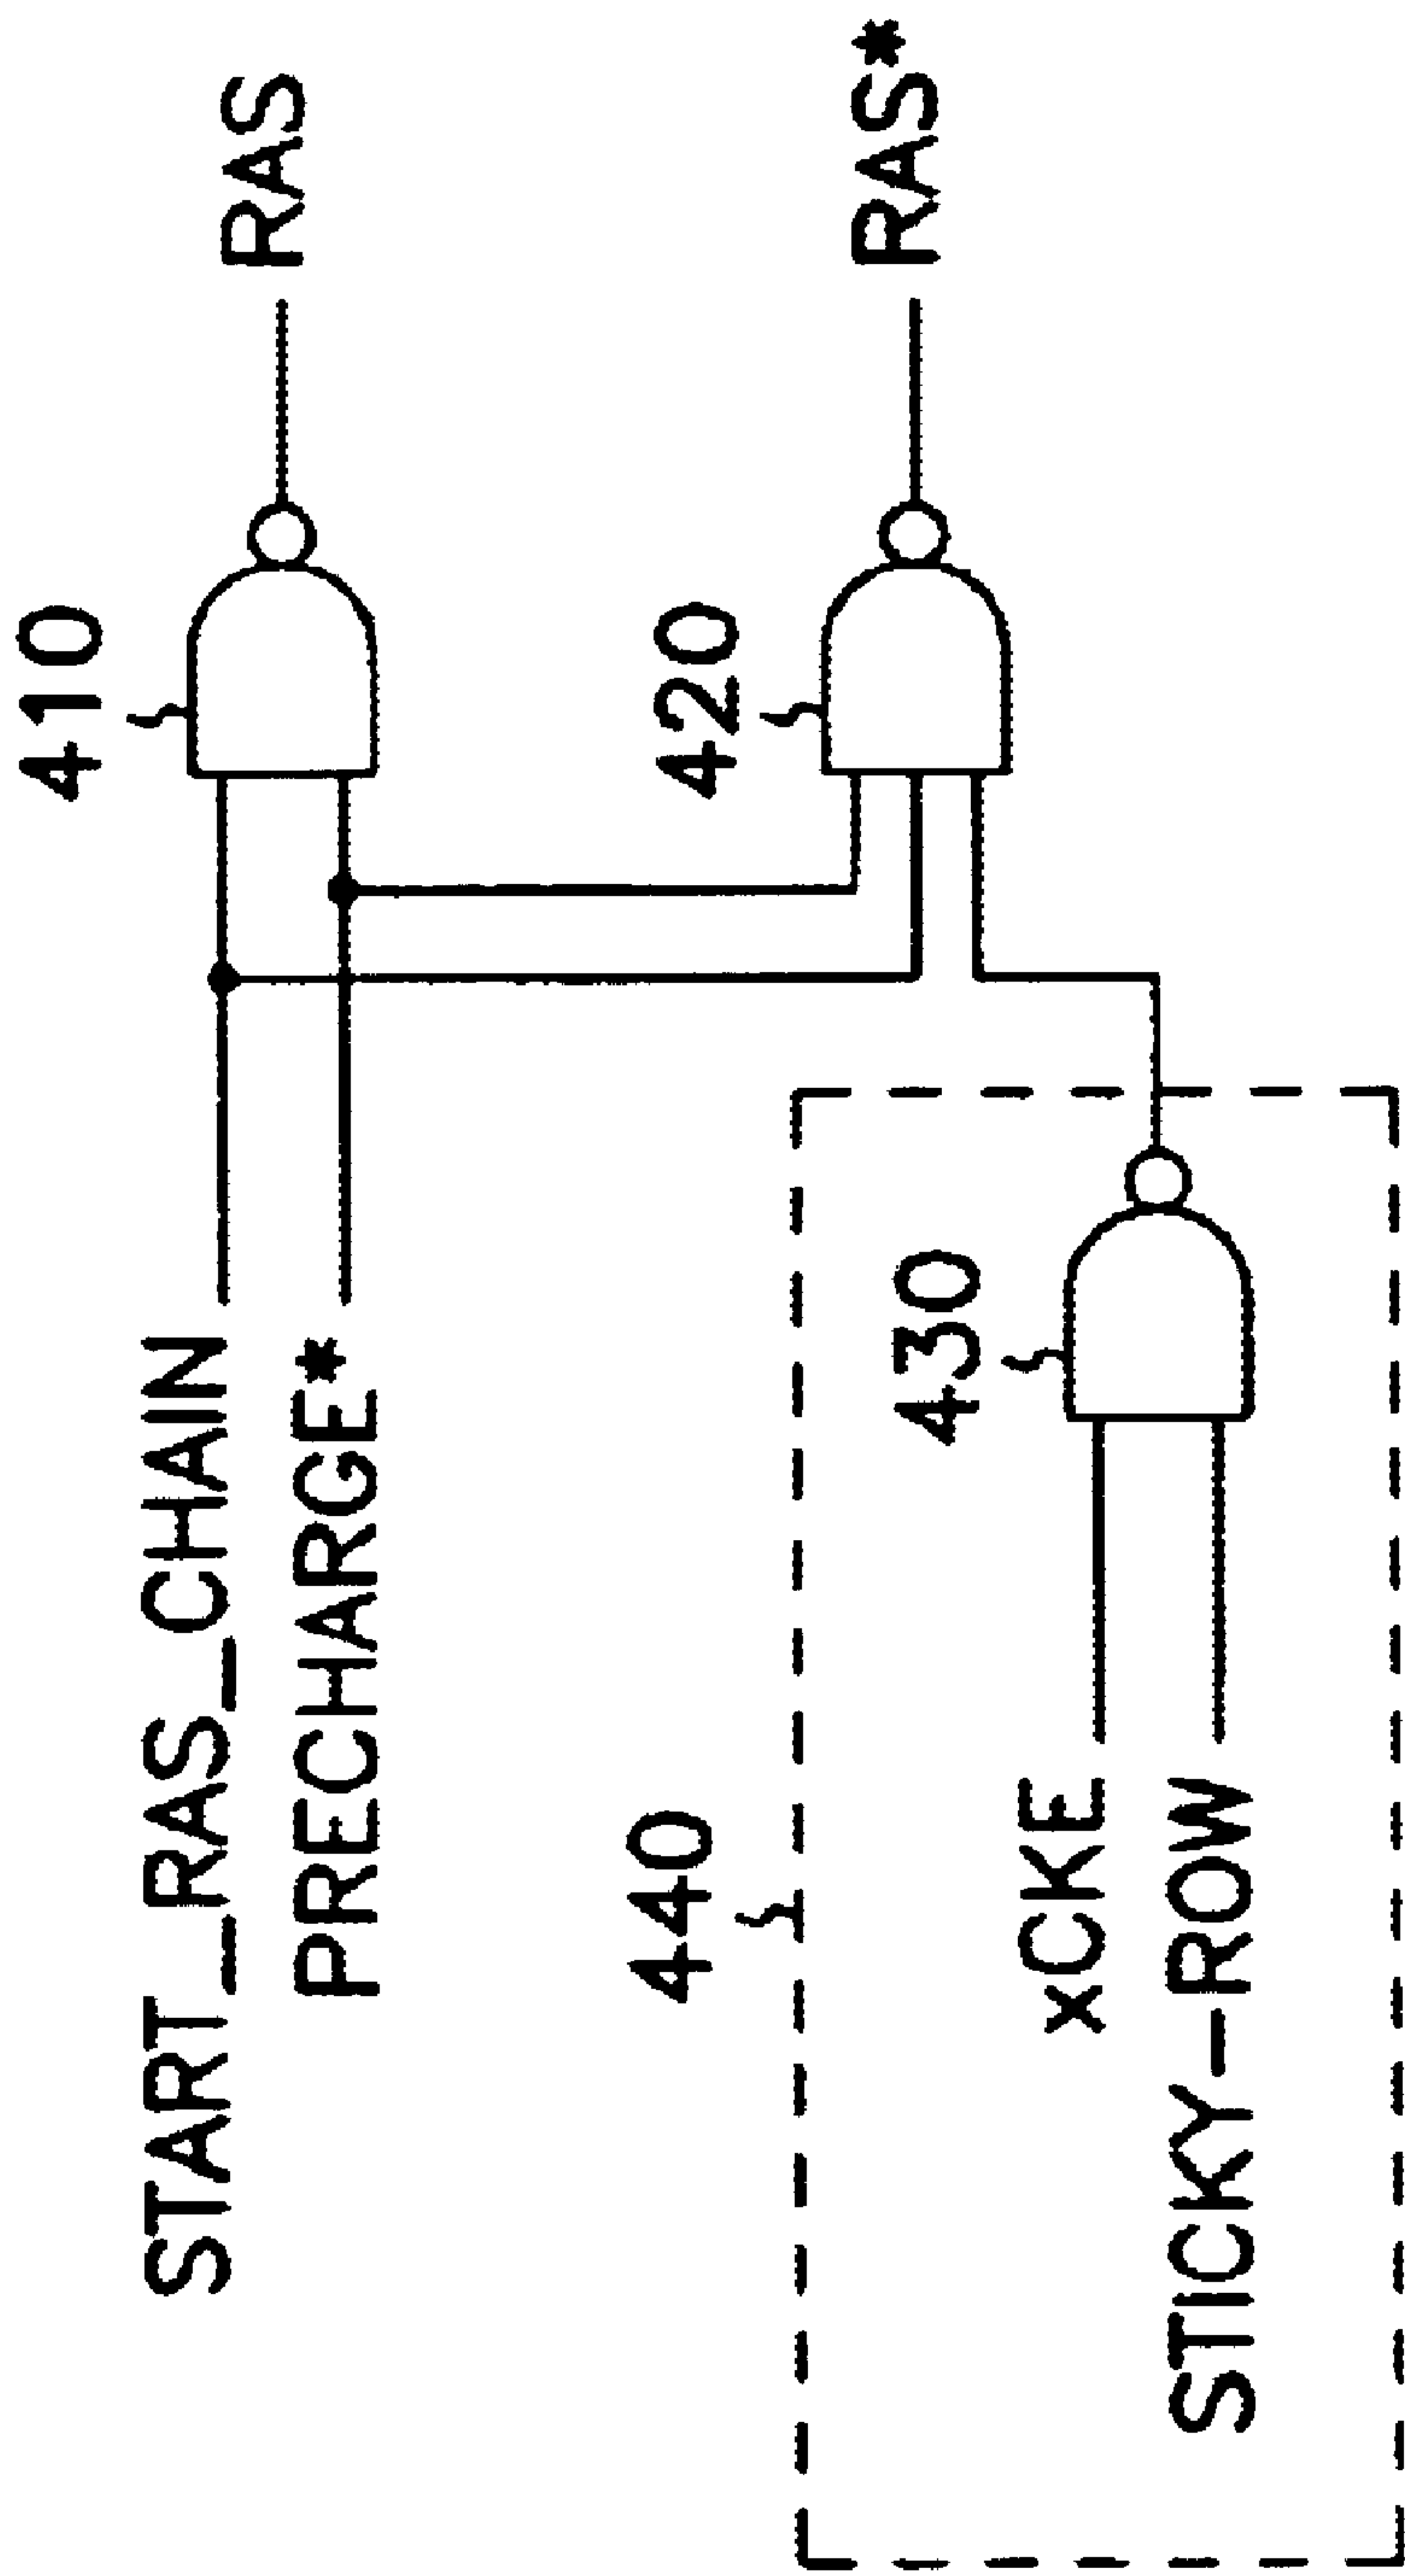 410
RAS
START_RAS_CHAIN
PRECHARGE*
420
RAS*
440
430
xCKE
STICKY-ROW